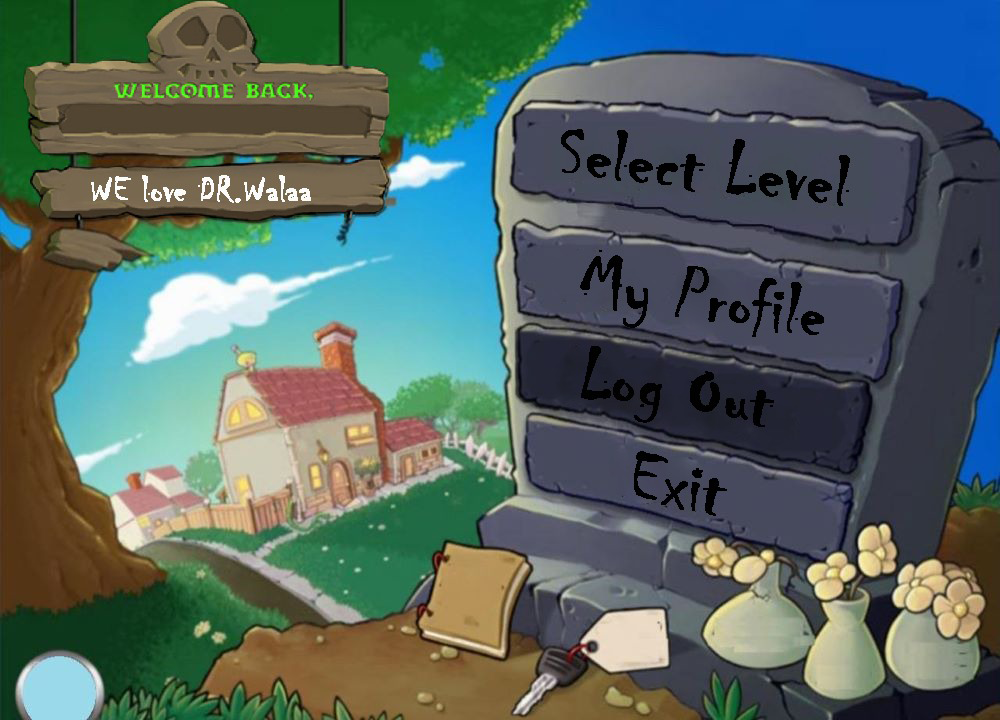 WELCOME BACK,
WE love DR.Walaa
Select Level
My Profile
Log Out
Exit